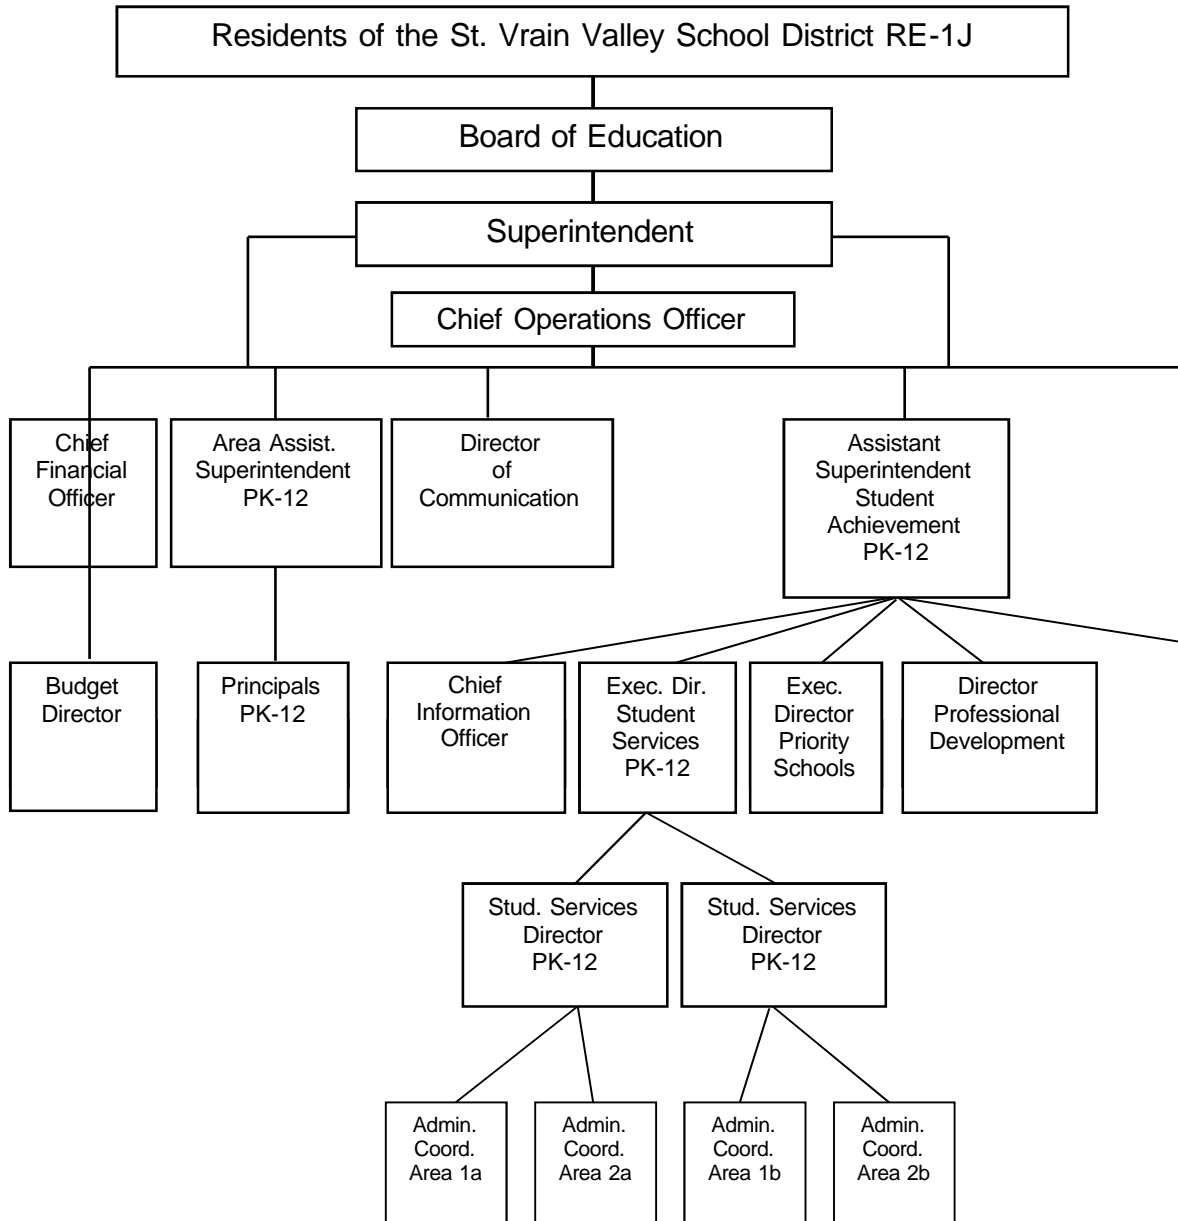 Residents of the St. Vrain Valley School District RE-1J
Board of Education
Superintendent
Chief Operations Officer
Chief
Financial
Officer
Area Assist.
Superintendent
PK-12
Director
of
Communication
Assistant
Superintendent
Student
Achievement
PK-12
Budget
Director
Principals
PK-12
Chief
Information
Officer
Exec. Dir.
Student
Services
PK-12
Exec.
Director
Priority
Schools
Director
Professional
Development
Stud. Services
Director
PK-12
Stud. Services
Director
PK-12
Admin.
Coord.
Area 1a
Admin.
Coord.
Area 2a
Admin.
Coord.
Area 1b
Admin.
Coord.
Area 2b